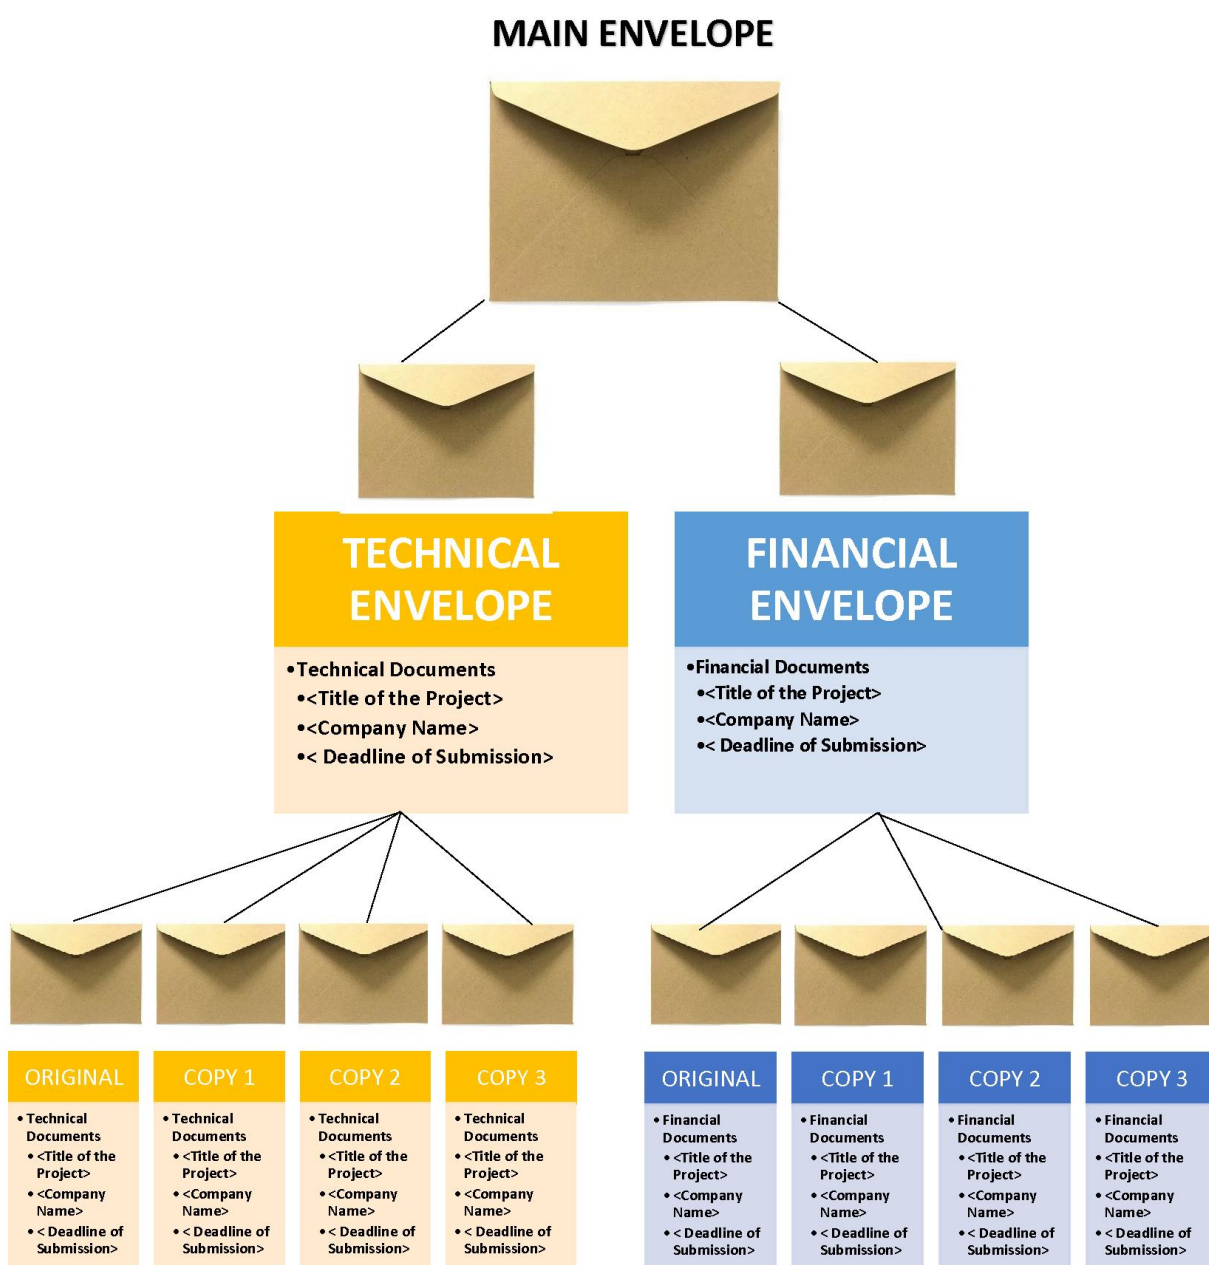 MAIN ENVELOPE
TECHNICAL
ENVELOPE
•Technical Documents
•<Title of the Project>
•<Company Name>
•< Deadline of Submission>
FINANCIAL
ENVELOPE
•Financial Documents
•<Title of the Project>
•<Company Name>
•< Deadline of Submission>
ORIGINAL
• Technical
Documents
• <Title of the
Project>
• <Company
Name>
• < Deadline of
Submission>
COPY 1
• Technical
Documents
• <Title of the
Project>
• <Company
Name>
• < Deadline of
Submission>
COPY 2
• Technical
Documents
• <Title of the
Project>
• <Company
Name>
• < Deadline of
Submission>
COPY 3
• Technical
Documents
• <Title of the
Project>
• <Company
Name>
• < Deadline of
Submission>
ORIGINAL
• Financial
Documents
• <Title of the
Project>
• <Company
Name>
• < Deadline of
Submission>
COPY 1
• Financial
Documents
• <Title of the
Project>
• <Company
Name>
• < Deadline of
Submission>
COPY 2
• Financial
Documents
• <Title of the
Project>
• <Company
Name>
• < Deadline of
Submission>
COPY 3
• Financial
Documents
• <Title of the
Project>
• <Company
Name>
• < Deadline of
Submission>